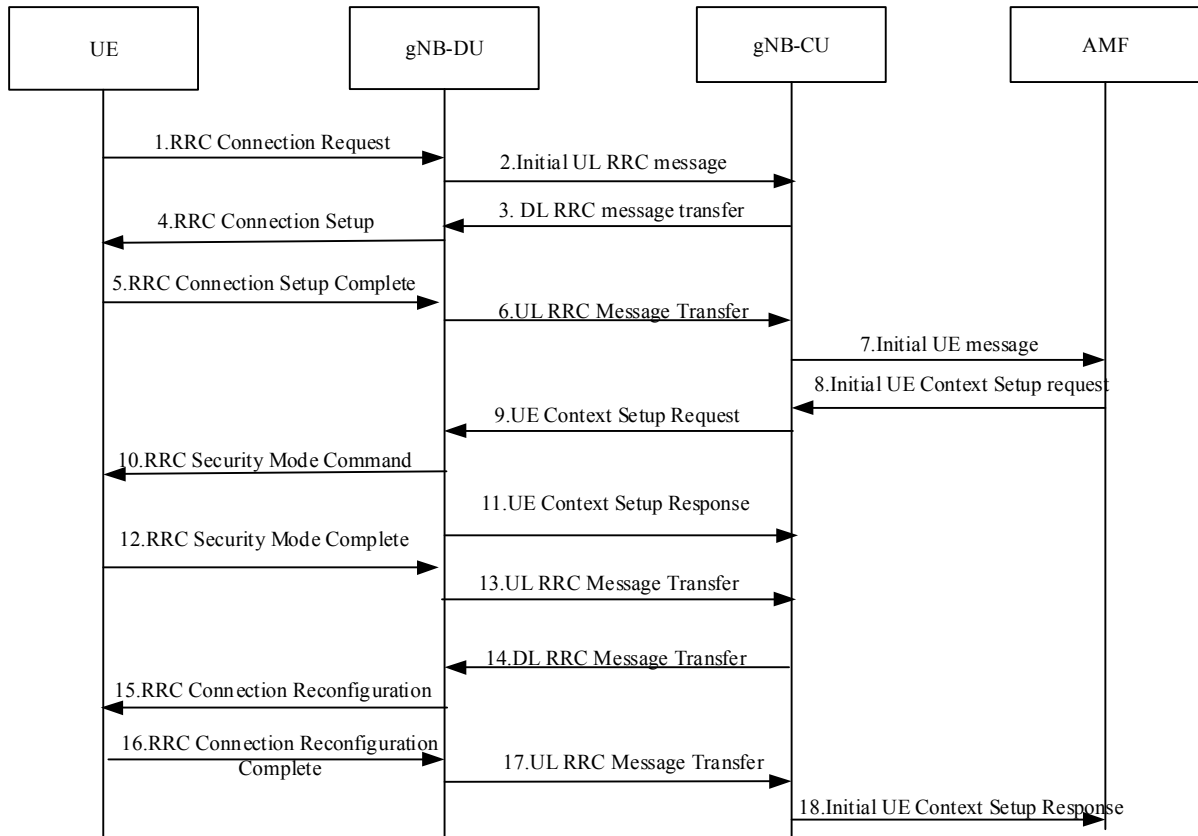 UE
gNB-DU
gNB-CU
AMF
1.RRC Connection Request
2.Initial UL RRC message
3. DL RRC message transfer
4.RRC Connection Setup
5.RRC Connection Setup Complete
6.UL RRC Message Transfer
7.Initial UE message
8.Initial UE Context Setup request
9.UE Context Setup Request
10.RRC Security Mode Command
11.UE Context Setup Response
12.RRC Security Mode Complete
13.UL RRC Message Transfer
14.DL RRC Message Transfer
15.RRC Connection Reconfiguration
16.RRC Connection Reconfiguration
Complete
17.UL RRC Message Transfer
18.Initial UE Context Setup Response